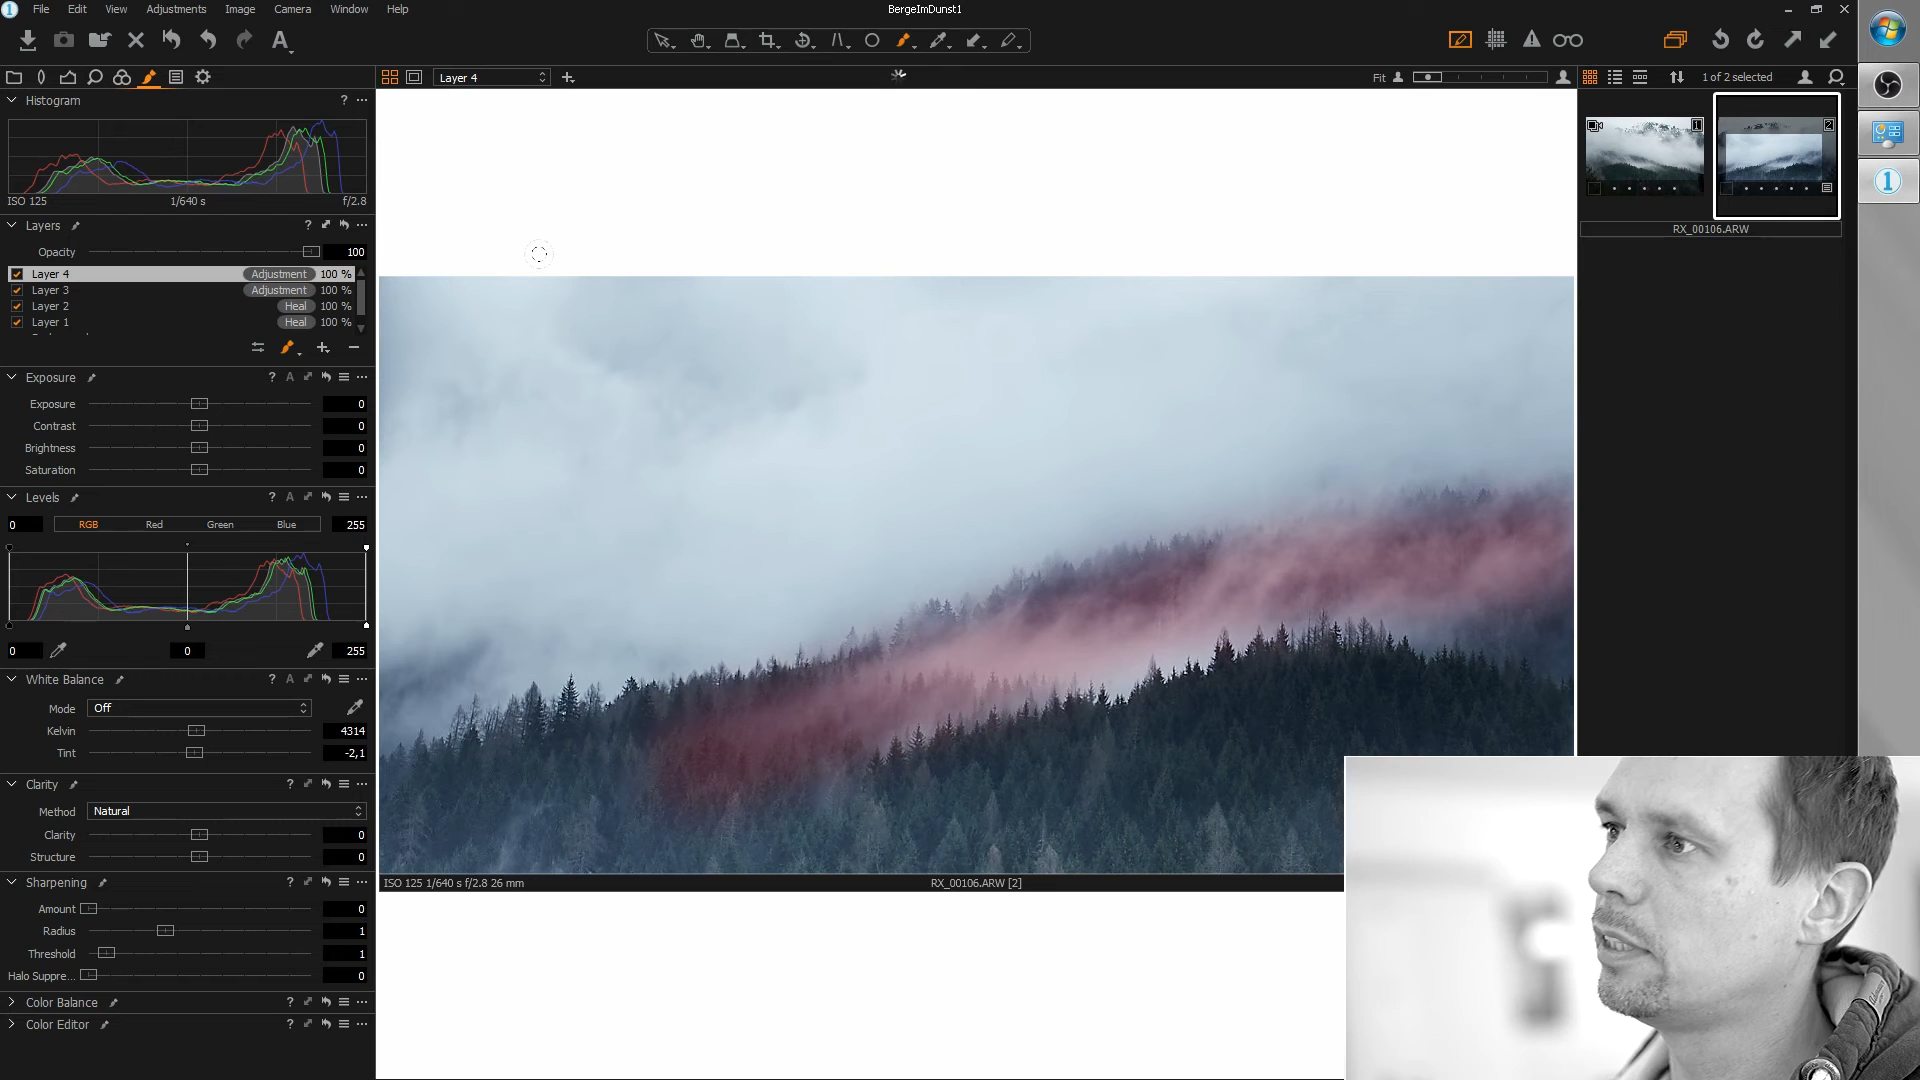 File Edit View Adjustments Image Camera Window Help
BergeImDunst1
Layer 4
Fit
1 of 2 selected
Histogram
ISO 125 1/640 s f/2.8
Layers
Opacity 100
Layer 4 Adjustment 100 %
Layer 3 Adjustment 100 %
Layer 2 Heal 100 %
Layer 1 Heal 100 %
Exposure
Exposure 0
Contrast 0
Brightness 0
Saturation 0
Levels
0 RGB Red Green Blue 255
0 0 255
White Balance
Mode Off
Kelvin 4314
Tint -2,1
Clarity
Method Natural
Clarity 0
Structure 0
Sharpening
Amount 0
Radius 1
Threshold 1
Halo Suppre... 0
Color Balance
Color Editor
ISO 125 1/640 s f/2.8 26 mm
RX_00106.ARW [2]
1
2
RX_00106.ARW